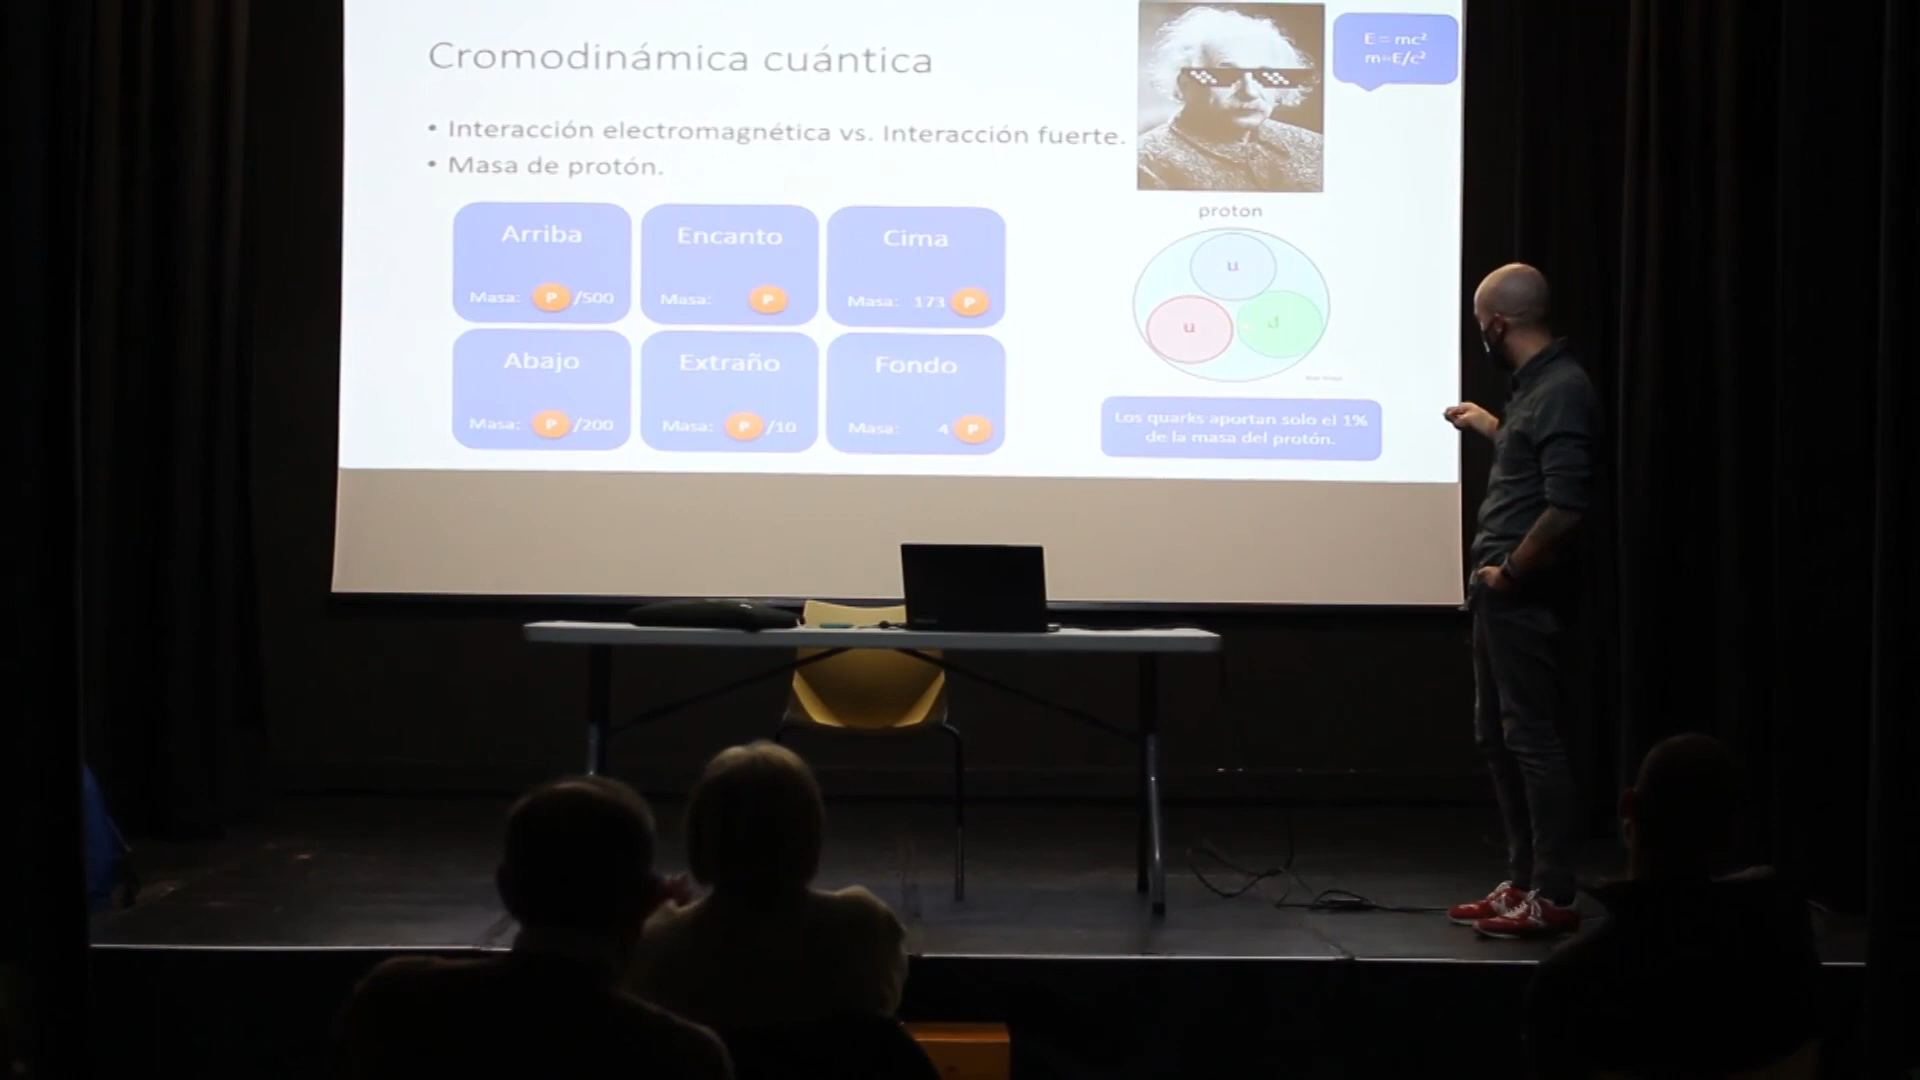 Cromodinámica cuántica
• Interacción electromagnética vs. Interacción fuerte.
• Masa de protón.
E = mc²
m=E/c²
Arriba
Masa: P /500
Encanto
Masa: P
Cima
Masa: 173 P
Abajo
Masa: P /200
Extraño
Masa: P /10
Fondo
Masa: 4 P
proton
u
u
d
Los quarks aportan solo el 1%
de la masa del protón.